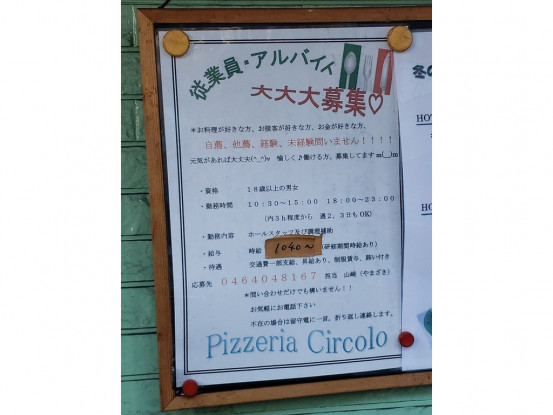 従業員・アルバイト
大大大募集♡
＊お料理が好きな方、お接客が好きな方、お金が好きな方、
自薦、他薦、経験、未経験問いません！！！！
元気があれば大丈夫(^_^)v 愉しく♪働ける方、募集してます m(__)m
・資格 １８歳以上の男女
・勤務時間 １０：３０～１５：００ １８：００～２３：００
（内３ｈ程度から 週２，３日もOK）
・勤務内容 ホールスタッフ及び調理補助
・給与 時給 1040～ （研修期間時給あり）
・待遇 交通費一部支給、昇給あり、制服貸与、賄い付き
応募先 ０４６４０４８１６７ 担当 山崎（やまざき）
＊問い合わせだけでも構いません！！
お気軽にお電話下さい
不在の場合は留守電に一言。折り返し連絡します。
Pizzeria Circolo
冬の
HOT
HOT